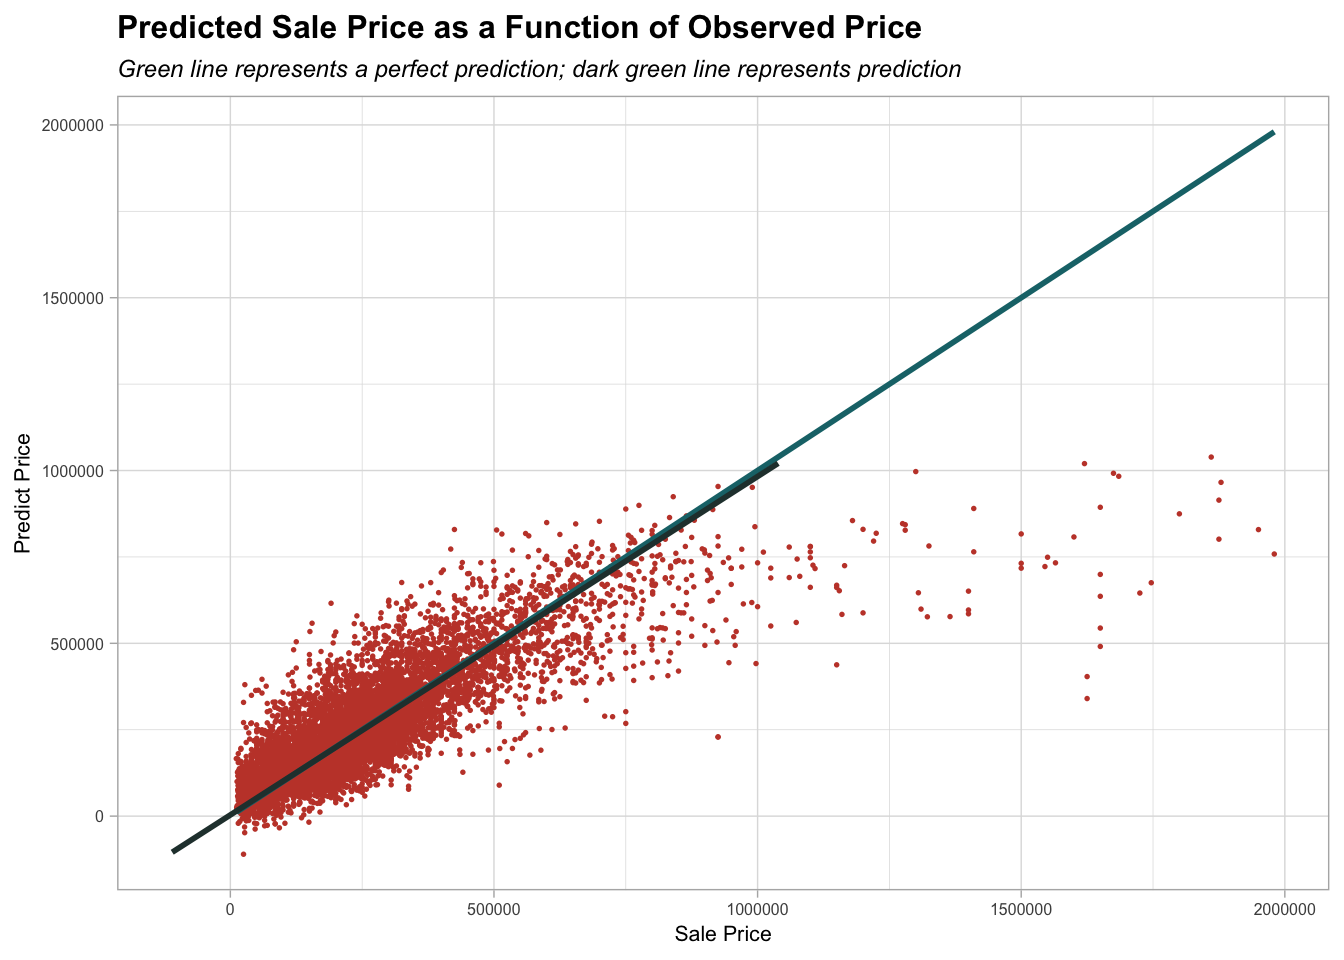 Predicted Sale Price as a Function of Observed Price
Green line represents a perfect prediction; dark green line represents prediction
2000000
1500000
1000000
500000
0
Predict Price
0 500000 1000000 1500000 2000000
Sale Price